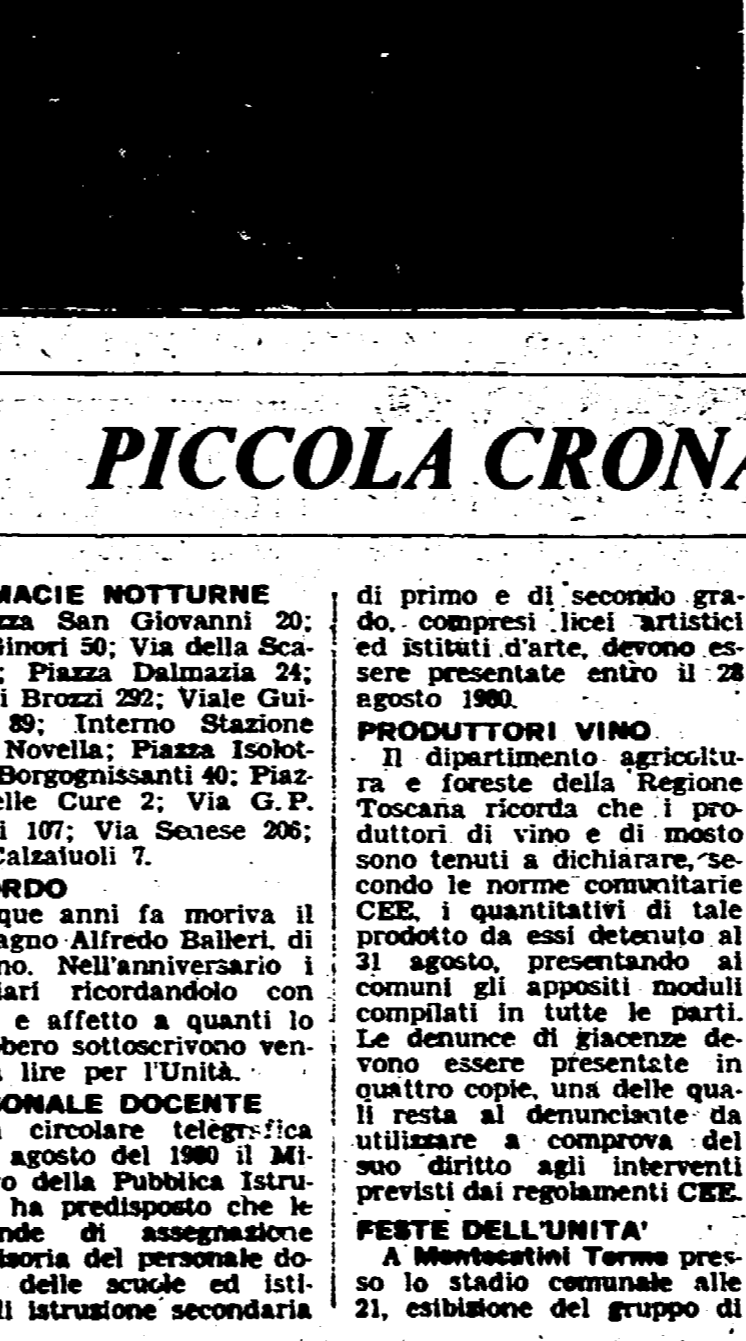 PICCOLA CRONA
MACIE NOTTURNE
zza San Giovanni 20;
Ginori 50; Via della Sca-
; Piazza Dalmazia 24;
i Brozzi 292; Viale Gui-
89; Interno Stazione
Novella; Piazza Isolot-
Borgognissanti 40; Piaz-
elle Cure 2; Via G.P.
i 107; Via Senese 206;
Calzaiuoli 7.
ORDO
que anni fa moriva il
agno Alfredo Balleri, di
no. Nell'anniversario i
iari ricordandolo con
e affetto a quanti lo
bbero sottoscrivono ven-
lire per l'Unità.
SONALE DOCENTE
circolare telegrafica
agosto del 1980 il Mi-
o della Pubblica Istru-
ha predisposto che le
nde di assegnazione
isoria del personale do-
delle scuole ed isti-
di istruzione secondaria
di primo e di secondo gra-
do, compresi licei artistici
ed istituti d'arte, devono es-
sere presentate entro il 28
agosto 1980.
PRODUTTORI VINO
Il dipartimento agricoltu-
ra e foreste della Regione
Toscana ricorda che i pro-
duttori di vino e di mosto
sono tenuti a dichiarare, se-
condo le norme comunitarie
CEE, i quantitativi di tale
prodotto da essi detenuto al
31 agosto, presentando ai
comuni gli appositi moduli
compilati in tutte le parti.
Le denunce di giacenze de-
vono essere presentate in
quattro copie, una delle qua-
li resta al denunciante da
utilizzare a comprova del
suo diritto agli interventi
previsti dai regolamenti CEE.
FESTE DELL'UNITA'
A Montecatini Terme pres-
so lo stadio comunale alle
21, esibizione del gruppo di